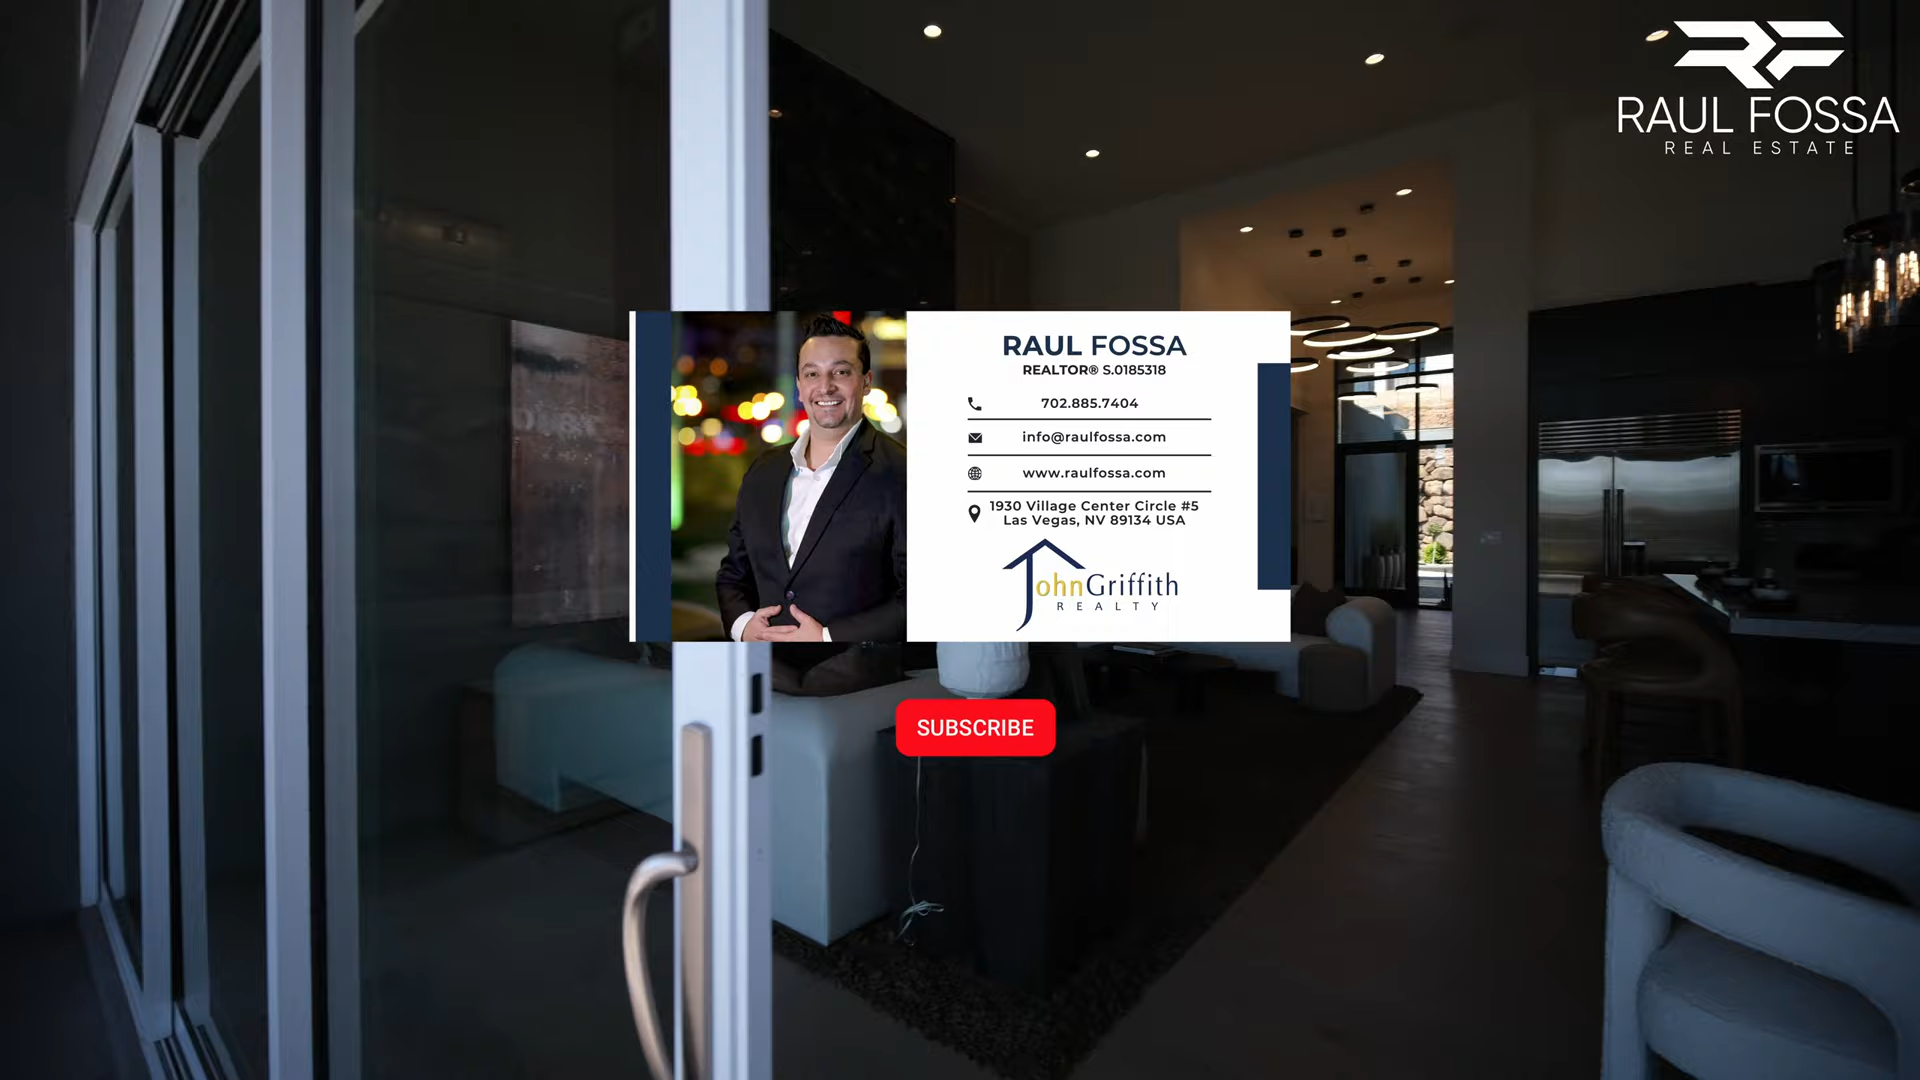 RAUL FOSSA
REAL ESTATE
RAUL FOSSA
REALTOR® S.0185318
702.885.7404
info@raulfossa.com
www.raulfossa.com
1930 Village Center Circle #5
Las Vegas, NV 89134 USA
JohnGriffith
REALTY
SUBSCRIBE